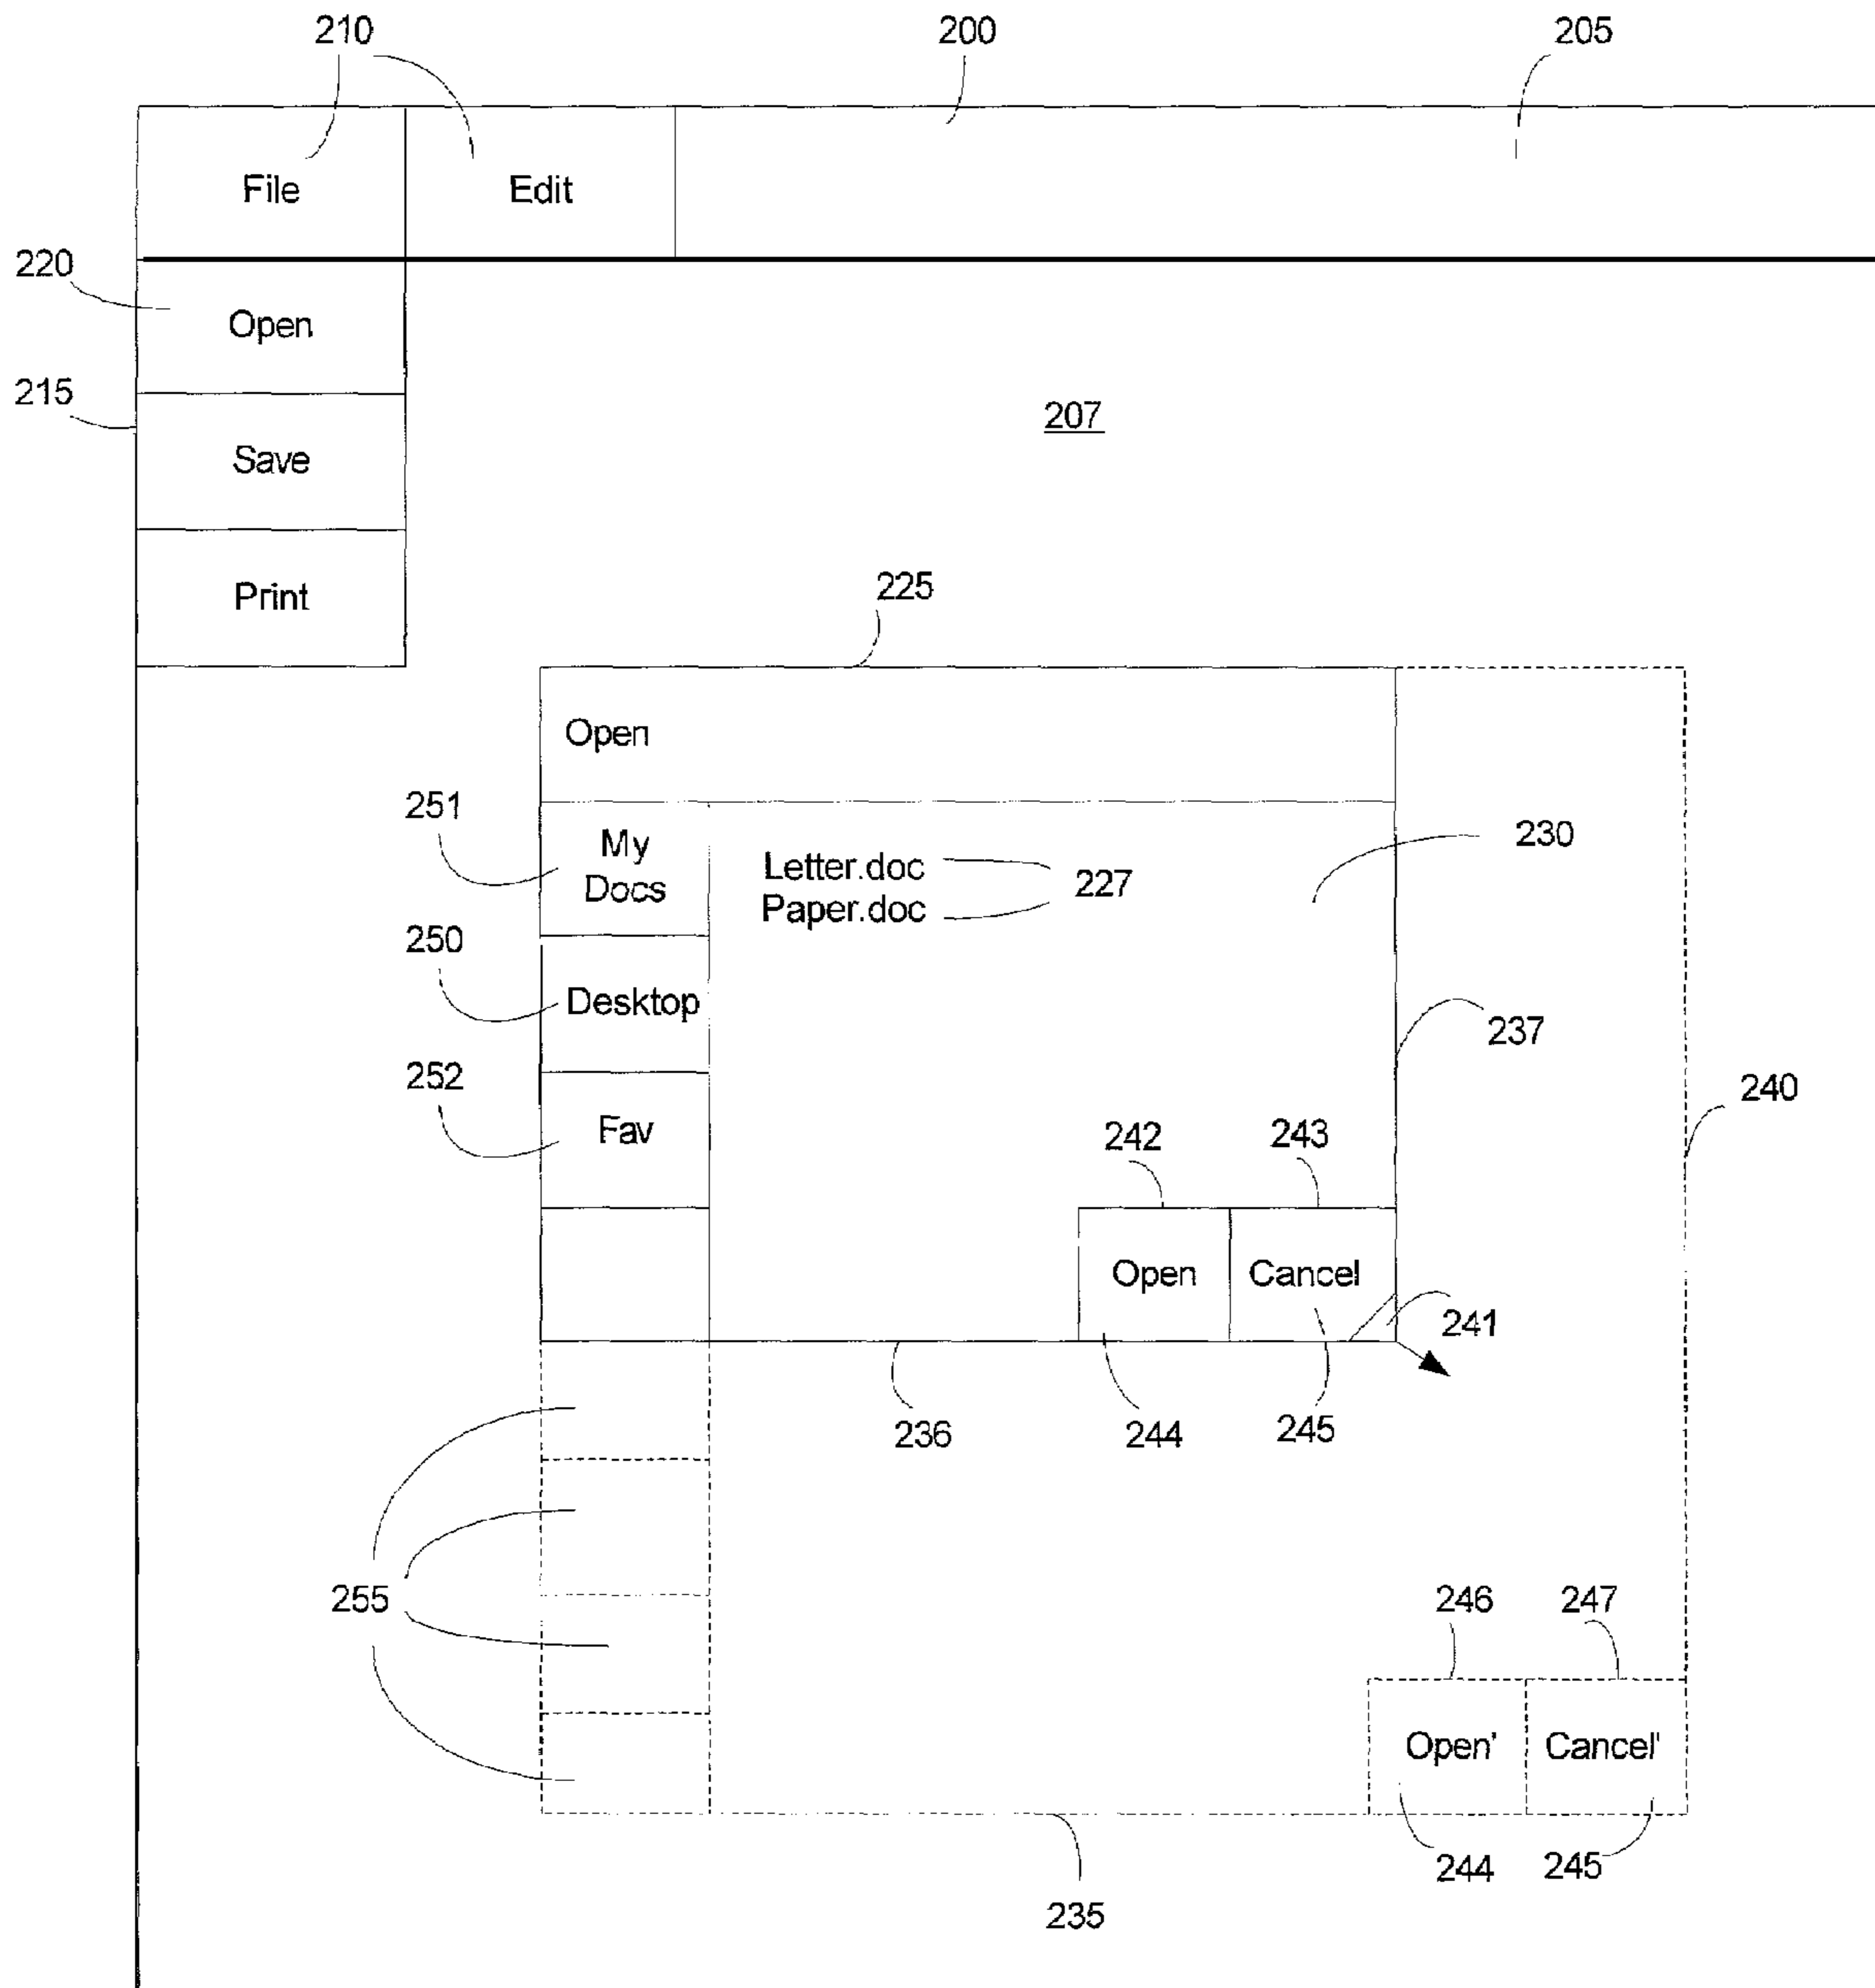 210
200
205
File
Edit
220
Open
215
207
Save
Print
225
Open
251
My
Docs
Letter.doc
Paper.doc
227
230
250
Desktop
237
252
Fav
240
242
243
Open
Cancel
241
236
244
245
255
246
247
Open'
Cancel'
244
245
235